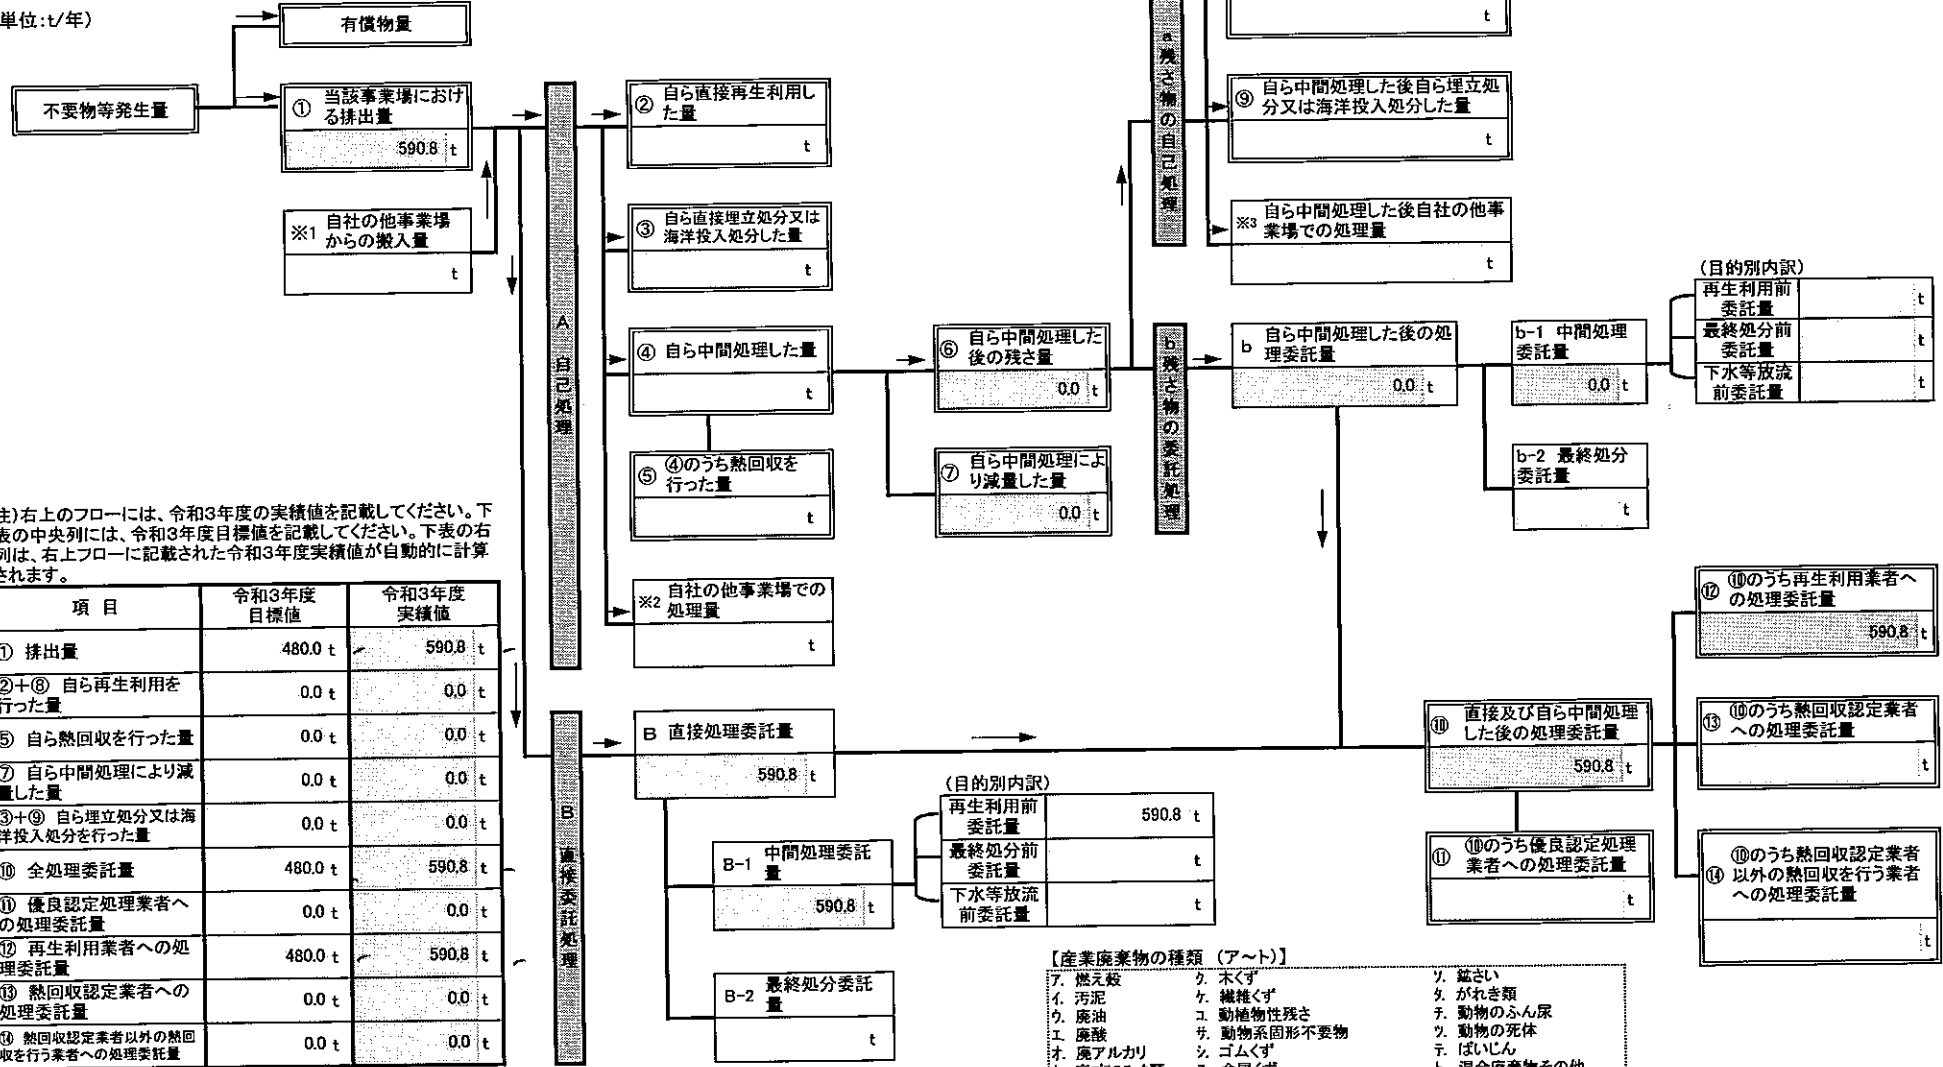 単位:t/年)
有償物量
不要物等発生量
① 当該事業場におけ
る排出量
590.8 t
※1 自社の他事業場
からの搬入量
t
A 自己処理
② 自ら直接再生利用し
た量
t
③ 自ら直接埋立処分又は
海洋投入処分した量
t
④ 自ら中間処理した量
t
⑤ ④のうち熱回収を
行った量
t
※2 自社の他事業場での
処理量
t
⑥ 自ら中間処理した
後の残さ量
0.0 t
⑦ 自ら中間処理によ
り減量した量
0.0 t
a 残さ物の自己処理
t
⑨ 自ら中間処理した後自ら埋立処
分又は海洋投入処分した量
t
※3 自ら中間処理した後自社の他事
業場での処理量
t
b 残さ物の委託処理
b 自ら中間処理した後の処
理委託量
0.0 t
b-1 中間処理
委託量
0.0 t
b-2 最終処分
委託量
t
(目的別内訳)
再生利用前
委託量
t
最終処分前
委託量
t
下水等放流
前委託量
t
注)右上のフローには、令和3年度の実績値を記載してください。下
表の中央列には、令和3年度目標値を記載してください。下表の右
列は、右上フローに記載された令和3年度実績値が自動的に計算
されます。
項 目 令和3年度
目標値 令和3年度
実績値
① 排出量 480.0 t 590.8 t
②+⑧ 自ら再生利用を
行った量 0.0 t 0.0 t
⑤ 自ら熱回収を行った量 0.0 t 0.0 t
⑦ 自ら中間処理により減
量した量 0.0 t 0.0 t
③+⑨ 自ら埋立処分又は海
洋投入処分を行った量 0.0 t 0.0 t
⑩ 全処理委託量 480.0 t 590.8 t
⑪ 優良認定処理業者へ
の処理委託量 0.0 t 0.0 t
⑫ 再生利用業者への処
理委託量 480.0 t 590.8 t
⑬ 熱回収認定業者への
処理委託量 0.0 t 0.0 t
⑭ 熱回収認定業者以外の熱回
収を行う業者への処理委託量 0.0 t 0.0 t
B 直接委託処理
B 直接処理委託量
590.8 t
B-1 中間処理委託
量
590.8 t
B-2 最終処分委託
量
t
(目的別内訳)
再生利用前
委託量
590.8 t
最終処分前
委託量
t
下水等放流
前委託量
t
⑩ 直接及び自ら中間処理
した後の処理委託量
590.8 t
⑪ ⑩のうち優良認定処理
業者への処理委託量
t
⑫ ⑩のうち再生利用業者へ
の処理委託量
590.8 t
⑬ ⑩のうち熱回収認定業者
への処理委託量
t
⑭ ⑩のうち熱回収認定業者
以外の熱回収を行う業者
への処理委託量
t
【産業廃棄物の種類 (ア~ト)】
ア. 燃え殻 ク. 木くず ソ. 鉱さい
イ. 汚泥 ケ. 繊維くず タ. がれき類
ウ. 廃油 コ. 動植物性残さ チ. 動物のふん尿
エ. 廃酸 サ. 動物系固形不要物 ツ. 動物の死体
オ. 廃アルカリ シ. ゴムくず テ. ばいじん